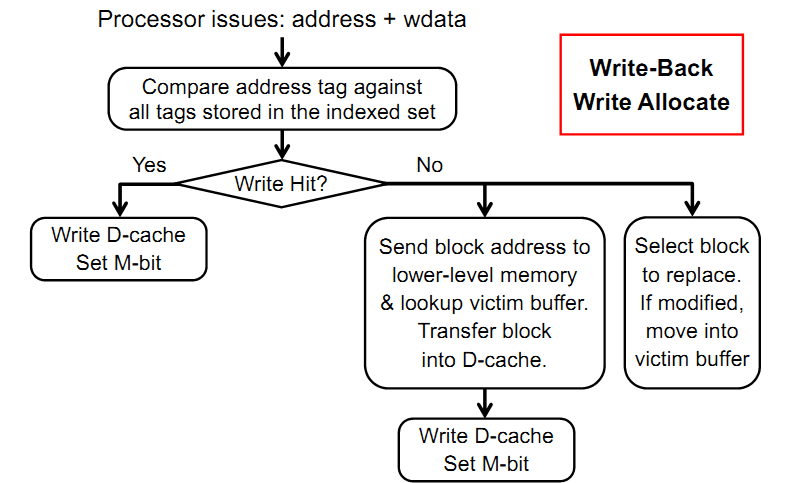 Processor issues: address + wdata
Write-Back
Write Allocate
Compare address tag against
all tags stored in the indexed set
Yes
Write Hit?
No
Write D-cache
Set M-bit
Send block address to
lower-level memory
& lookup victim buffer.
Transfer block
into D-cache.
Select block
to replace.
If modified,
move into
victim buffer
Write D-cache
Set M-bit